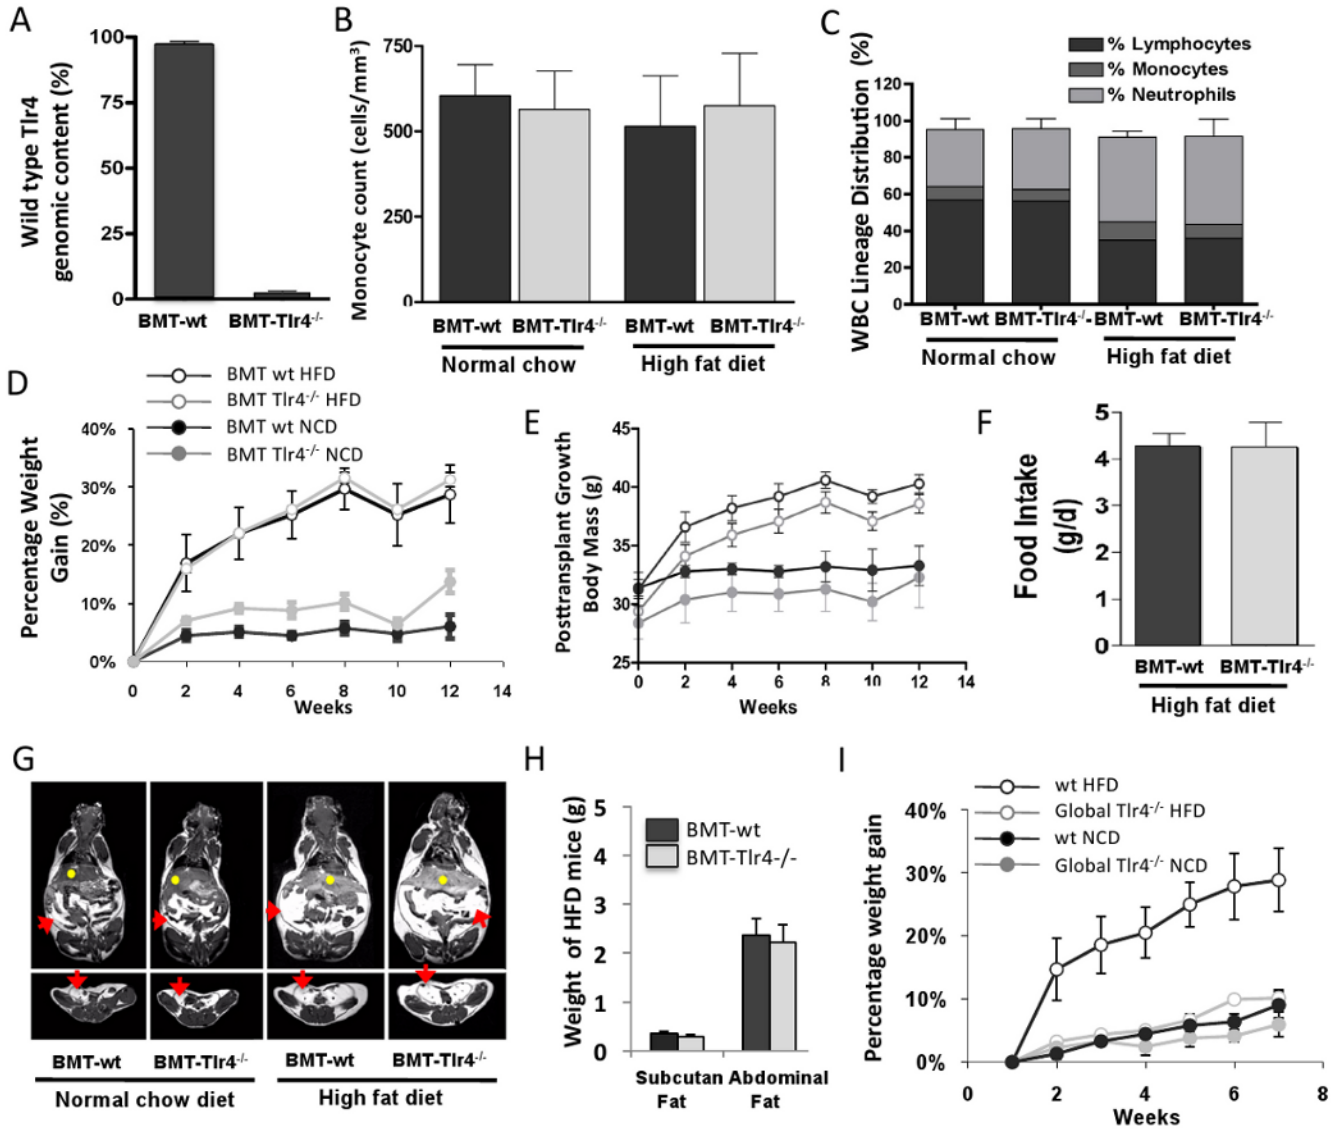 A
Wild type Tlr4
genomic content (%)
100
75
50
25
0
BMT-wt BMT-Tlr4-/-
B
Monocyte count (cells/mm³)
750
500
250
0
BMT-wt BMT-Tlr4-/- BMT-wt BMT-Tlr4-/-
Normal chow High fat diet
C
WBC Lineage Distribution (%)
% Lymphocytes
% Monocytes
% Neutrophils
120
100
80
60
40
20
0
BMT-wt BMT-Tlr4-/- BMT-wt BMT-Tlr4-/-
Normal chow High fat diet
D
BMT wt HFD
BMT Tlr4-/- HFD
BMT wt NCD
BMT Tlr4-/- NCD
Percentage Weight
Gain (%)
40%
30%
20%
10%
0%
0 2 4 6 8 10 12 14
Weeks
E
Posttransplant Growth
Body Mass (g)
45
40
35
30
25
0 2 4 6 8 10 12 14
Weeks
F
Food Intake
(g/d)
5
4
3
2
1
0
BMT-wt BMT-Tlr4-/-
High fat diet
G
BMT-wt BMT-Tlr4-/- BMT-wt BMT-Tlr4-/-
Normal chow diet High fat diet
H
Weight of HFD mice (g)
5
4
3
2
1
0
BMT-wt
BMT-Tlr4-/-
Subcutan Abdominal
Fat Fat
I
wt HFD
Global Tlr4-/- HFD
wt NCD
Global Tlr4-/- NCD
Percentage weight gain
40%
30%
20%
10%
0%
0 2 4 6 8
Weeks